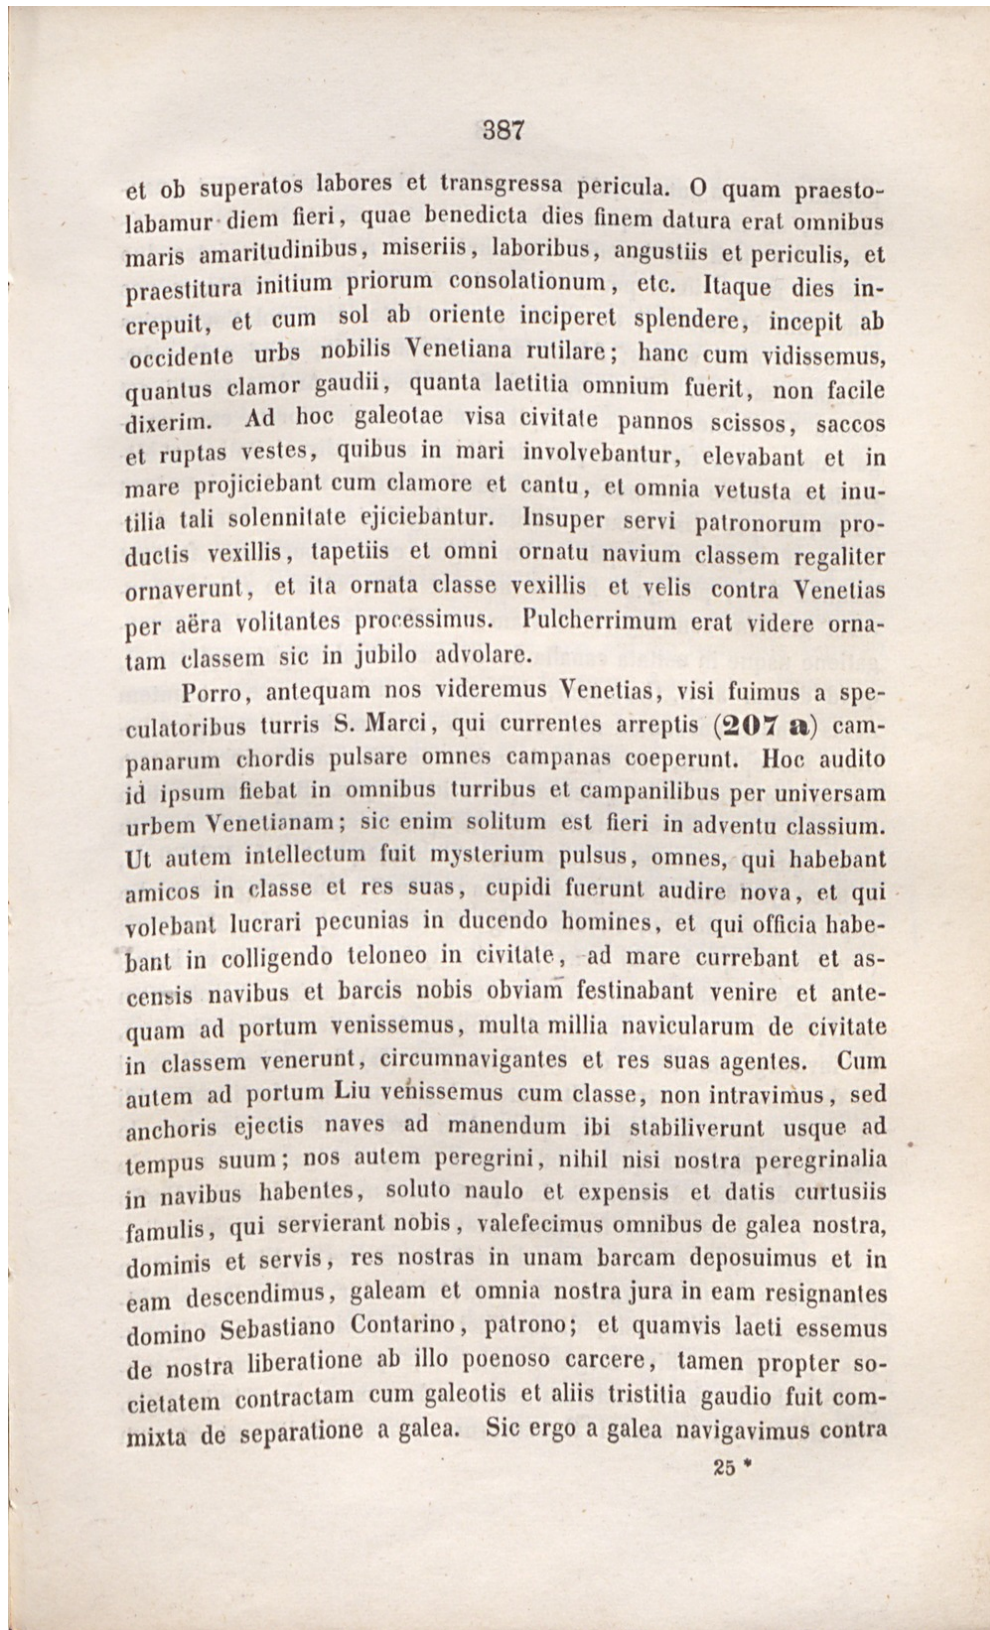 387
et ob superatos labores et transgressa pericula. O quam praesto-
labamur diem fieri, quae benedicta dies finem datura erat omnibus
maris amaritudinibus, miseriis, laboribus, angustiis et periculis, et
praestitura initium priorum consolationum, etc. Itaque dies in-
crepuit, et cum sol ab oriente inciperet splendere, incepit ab
occidente urbs nobilis Venetiana rutilare; hanc cum vidissemus,
quantus clamor gaudii, quanta laetitia omnium fuerit, non facile
dixerim. Ad hoc galeotae visa civitate pannos scissos, saccos
et ruptas vestes, quibus in mari involvebantur, elevabant et in
mare projiciebant cum clamore et cantu, et omnia vetusta et inu-
tilia tali solennitate ejiciebantur. Insuper servi patronorum pro-
ductis vexillis, tapetiis et omni ornatu navium classem regaliter
ornaverunt, et ita ornata classe vexillis et velis contra Venetias
per aëra volitantes processimus. Pulcherrimum erat videre orna-
tam classem sic in jubilo advolare.
Porro, antequam nos videremus Venetias, visi fuimus a spe-
culatoribus turris S. Marci, qui currentes arreptis (207 a) cam-
panarum chordis pulsare omnes campanas coeperunt. Hoc audito
id ipsum fiebat in omnibus turribus et campanilibus per universam
urbem Venetianam; sic enim solitum est fieri in adventu classium.
Ut autem intellectum fuit mysterium pulsus, omnes, qui habebant
amicos in classe et res suas, cupidi fuerunt audire nova, et qui
volebant lucrari pecunias in ducendo homines, et qui officia habe-
bant in colligendo teloneo in civitate, ad mare currebant et as-
censis navibus et barcis nobis obviam festinabant venire et ante-
quam ad portum venissemus, multa millia navicularum de civitate
in classem venerunt, circumnavigantes et res suas agentes. Cum
autem ad portum Liu venissemus cum classe, non intravimus, sed
anchoris ejectis naves ad manendum ibi stabiliverunt usque ad
tempus suum; nos autem peregrini, nihil nisi nostra peregrinalia
in navibus habentes, soluto naulo et expensis et datis curtusiis
famulis, qui servierant nobis, valefecimus omnibus de galea nostra,
dominis et servis, res nostras in unam barcam deposuimus et in
eam descendimus, galeam et omnia nostra jura in eam resignantes
domino Sebastiano Contarino, patrono; et quamvis laeti essemus
de nostra liberatione ab illo poenoso carcere, tamen propter so-
cietatem contractam cum galeotis et aliis tristitia gaudio fuit com-
mixta de separatione a galea. Sic ergo a galea navigavimus contra
25 *